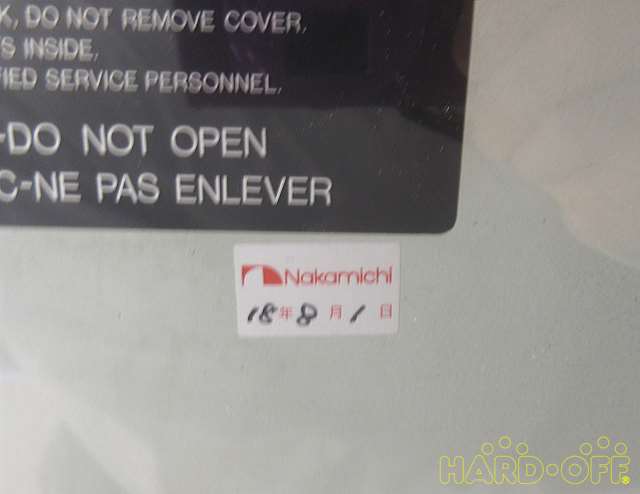 K, DO NOT REMOVE COVER.
S INSIDE.
FIED SERVICE PERSONNEL.
-DO NOT OPEN
C-NE PAS ENLEVER
Nakamichi
18年8月1日
HARD-OFF